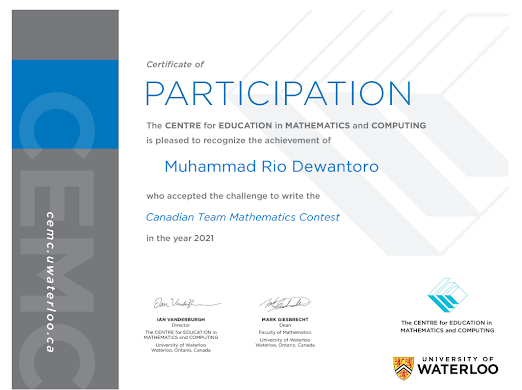 Certificate of
PARTICIPATION
The CENTRE for EDUCATION in MATHEMATICS and COMPUTING
is pleased to recognize the achievement of
Muhammad Rio Dewantoro
who accepted the challenge to write the
Canadian Team Mathematics Contest
in the year 2021
CEMC
cemc.uwaterloo.ca
IAN VANDERBURGH
Director
The CENTRE for EDUCATION in
MATHEMATICS and COMPUTING
University of Waterloo
Waterloo, Ontario, Canada
MARK GIESBRECHT
Dean
Faculty of Mathematics
University of Waterloo
Waterloo, Ontario, Canada
The CENTRE for EDUCATION in
MATHEMATICS and COMPUTING
UNIVERSITY OF
WATERLOO